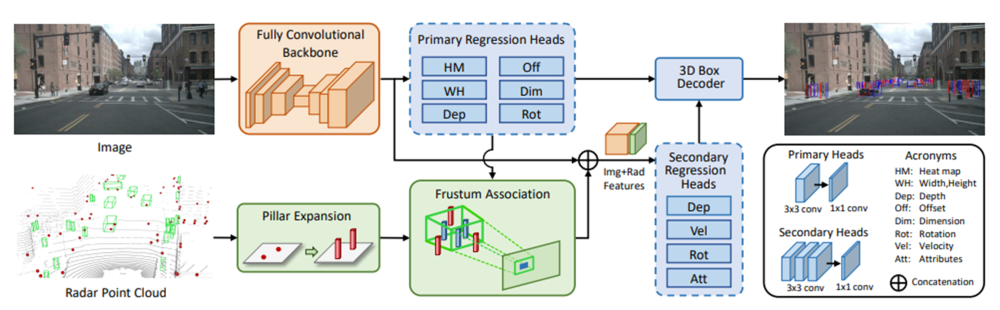 Image
Radar Point Cloud
Fully Convolutional
Backbone
Pillar Expansion
Primary Regression Heads
HM
Off
WH
Dim
Dep
Rot
Frustum Association
Img+Rad
Features
3D Box
Decoder
Secondary
Regression
Heads
Dep
Vel
Rot
Att
Primary Heads
3x3 conv
1x1 conv
Secondary Heads
3x3 conv
1x1 conv
Acronyms
HM: Heat map
WH: Width,Height
Dep: Depth
Off: Offset
Dim: Dimension
Rot: Rotation
Vel: Velocity
Att: Attributes
Concatenation